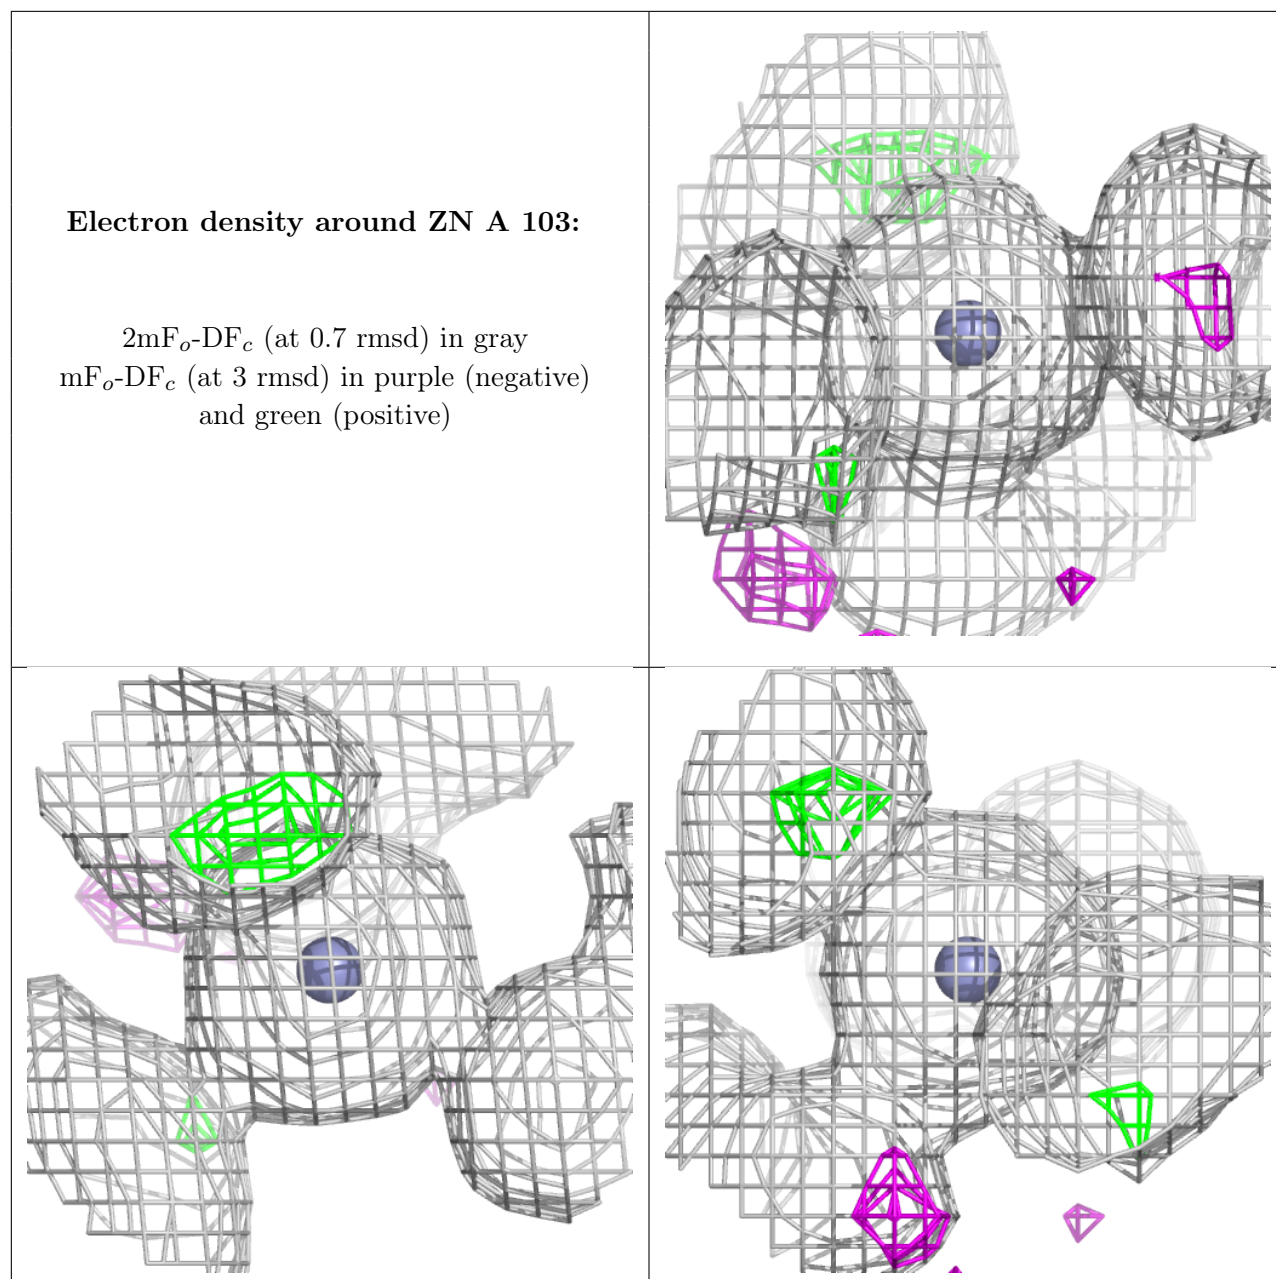 Electron density around ZN A 103:
2mFo-DFc (at 0.7 rmsd) in gray
mFo-DFc (at 3 rmsd) in purple (negative)
and green (positive)